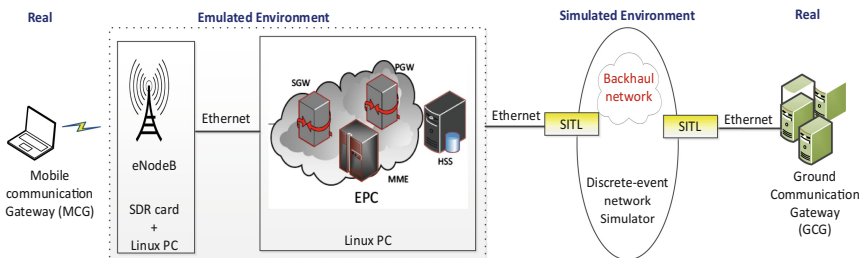 Real
Emulated Environment
Simulated Environment
Real
SGW
PGW
Backhaul
network
Ethernet
Ethernet
SITL
SITL
Ethernet
eNodeB
HSS
MME
EPC
Mobile
communication
Gateway (MCG)
SDR card
+
Linux PC
Linux PC
Discrete-event
network
Simulator
Ground
Communication
Gateway
(GCG)